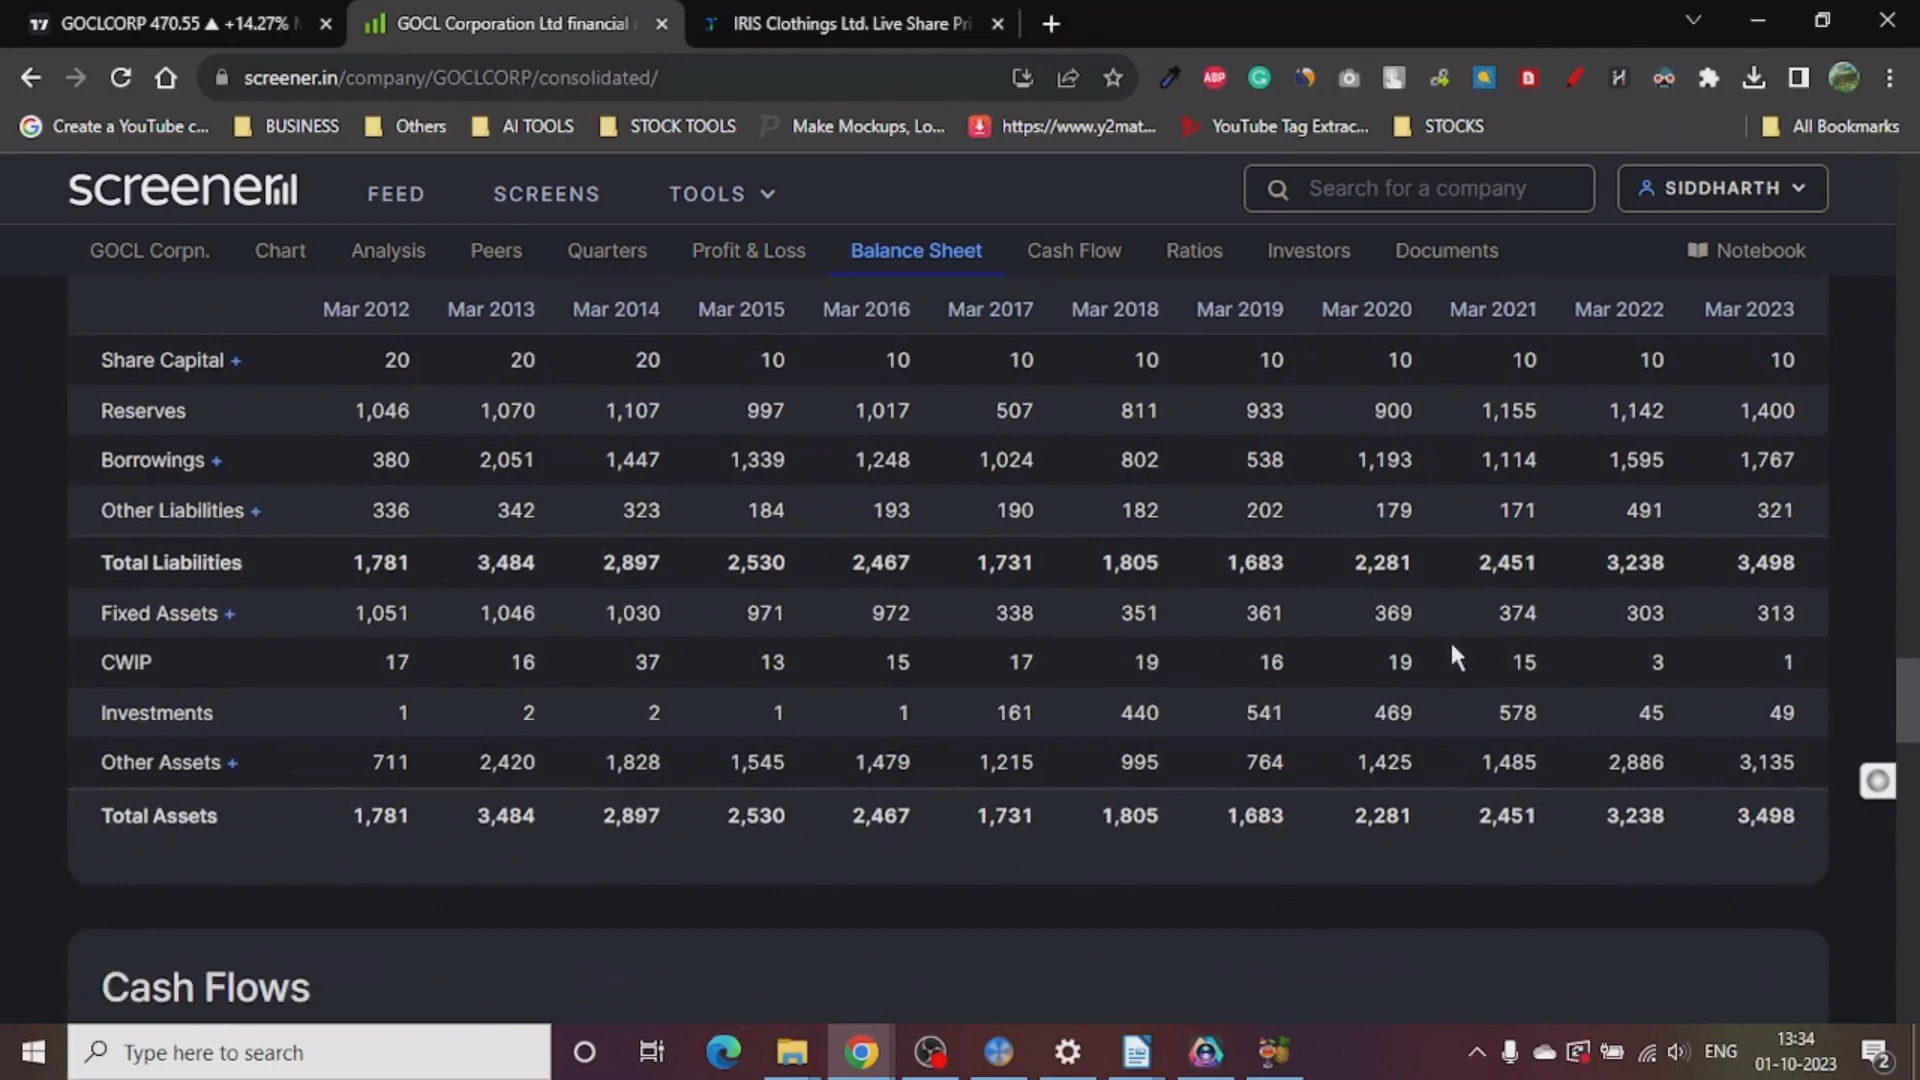 GOCLCORP 470.55 ▲ +14.27%
GOCL Corporation Ltd financial
IRIS Clothings Ltd. Live Share Pri
screener.in/company/GOCLCORP/consolidated/
Create a YouTube c... BUSINESS Others AI TOOLS STOCK TOOLS Make Mockups, Lo... https://www.y2mat... YouTube Tag Extrac... STOCKS All Bookmarks
screener FEED SCREENS TOOLS Search for a company SIDDHARTH
GOCL Corpn. Chart Analysis Peers Quarters Profit & Loss Balance Sheet Cash Flow Ratios Investors Documents Notebook
Mar 2012 Mar 2013 Mar 2014 Mar 2015 Mar 2016 Mar 2017 Mar 2018 Mar 2019 Mar 2020 Mar 2021 Mar 2022 Mar 2023
Share Capital + 20 20 20 10 10 10 10 10 10 10 10 10
Reserves 1,046 1,070 1,107 997 1,017 507 811 933 900 1,155 1,142 1,400
Borrowings + 380 2,051 1,447 1,339 1,248 1,024 802 538 1,193 1,114 1,595 1,767
Other Liabilities + 336 342 323 184 193 190 182 202 179 171 491 321
Total Liabilities 1,781 3,484 2,897 2,530 2,467 1,731 1,805 1,683 2,281 2,451 3,238 3,498
Fixed Assets + 1,051 1,046 1,030 971 972 338 351 361 369 374 303 313
CWIP 17 16 37 13 15 17 19 16 19 15 3 1
Investments 1 2 2 1 1 161 440 541 469 578 45 49
Other Assets + 711 2,420 1,828 1,545 1,479 1,215 995 764 1,425 1,485 2,886 3,135
Total Assets 1,781 3,484 2,897 2,530 2,467 1,731 1,805 1,683 2,281 2,451 3,238 3,498
Cash Flows
Type here to search
ENG
13:34
01-10-2023
2